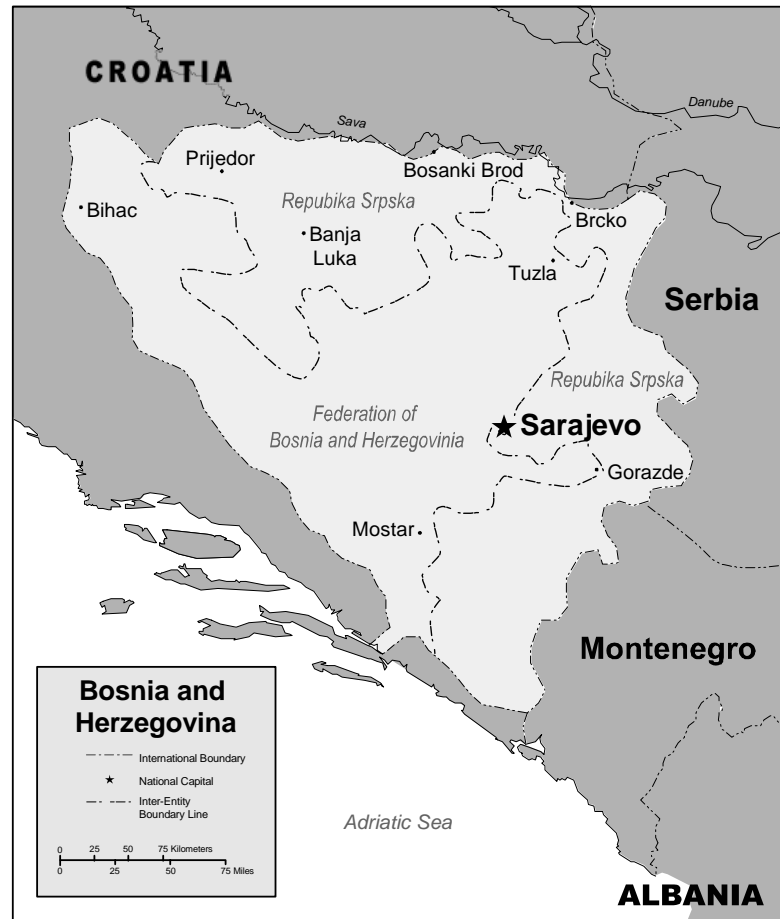 CROATIA
Danube
Sava
Prijedor
Bosanki Brod
Repubika Srpska
Bihac
Brcko
Banja
Luka
Tuzla
Serbia
Repubika Srpska
Federation of
Bosnia and Herzegovinia
Sarajevo
Gorazde
Mostar
Montenegro
Bosnia and
Herzegovina
International Boundary
National Capital
Inter-Entity
Boundary Line
0 25 50 75 Kilometers
0 25 50 75 Miles
Adriatic Sea
ALBANIA